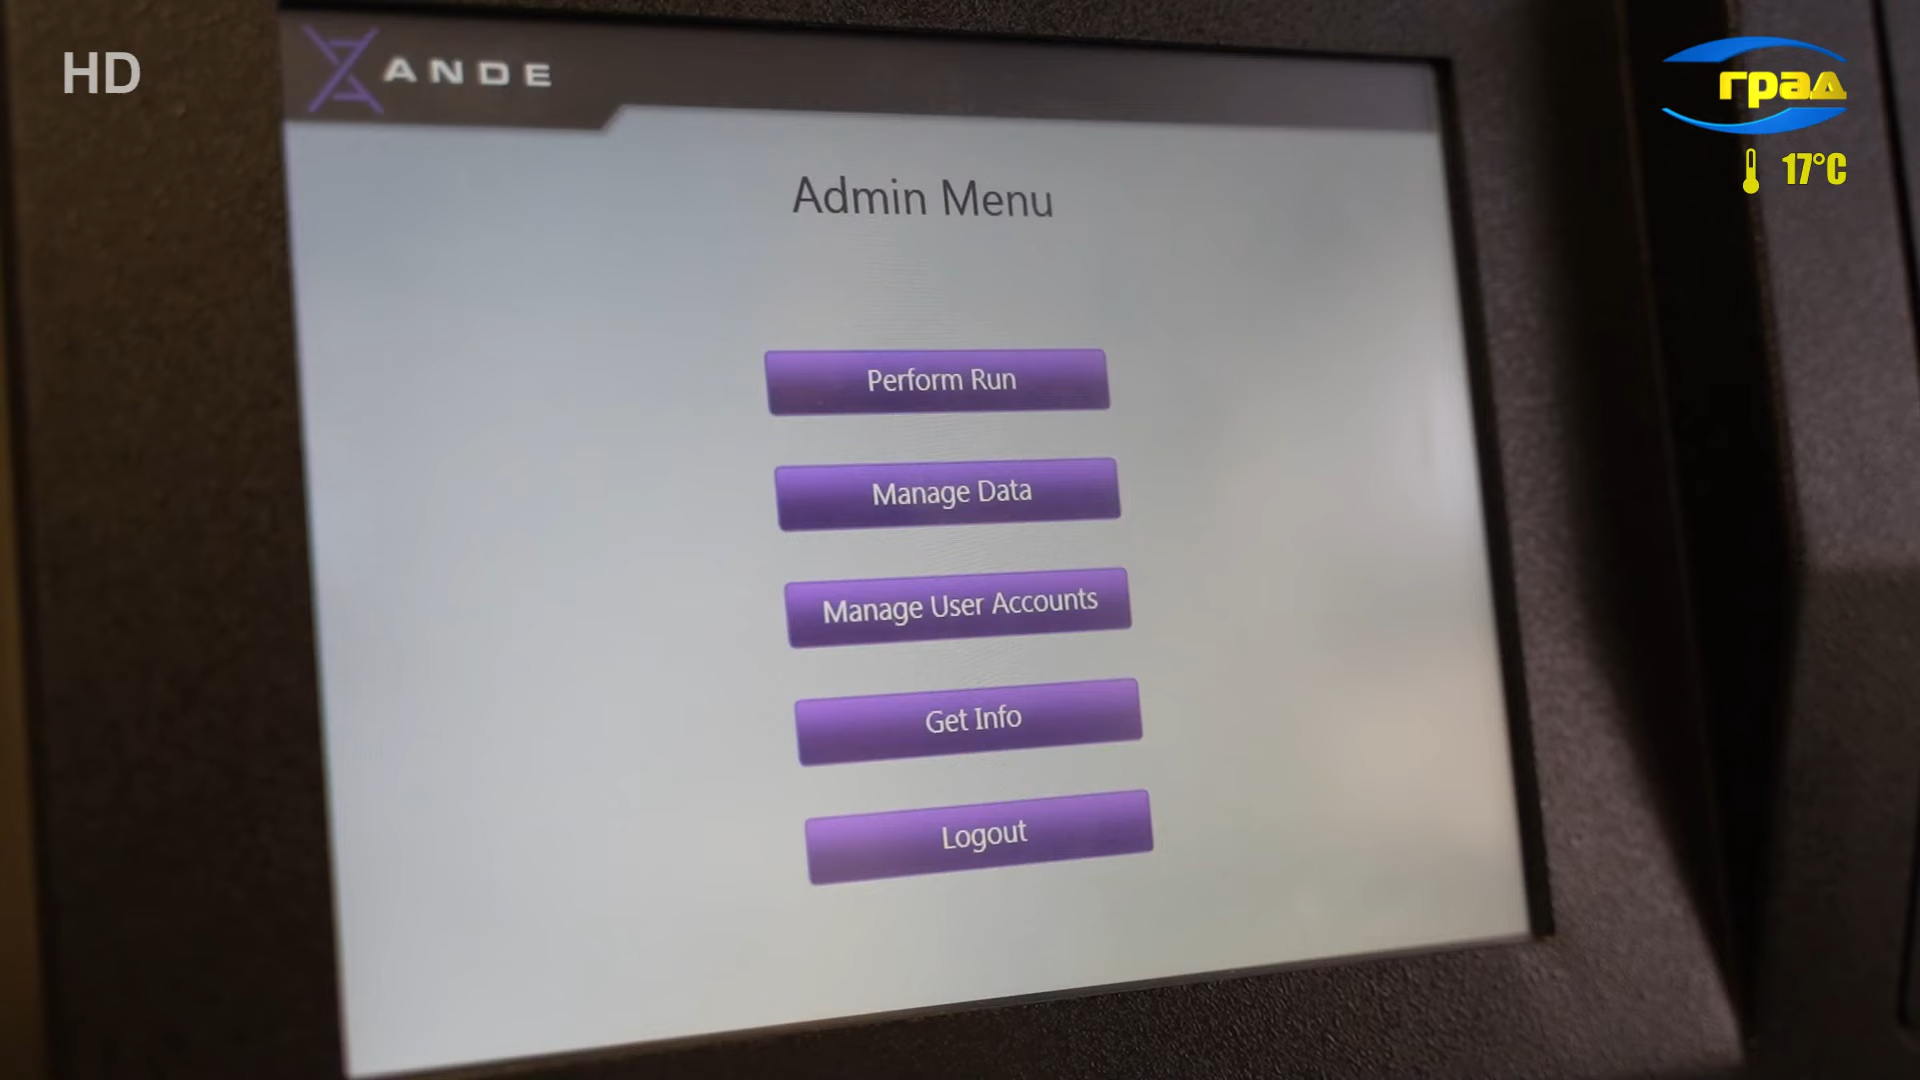 HD
ANDE
град
17°C
Admin Menu
Perform Run
Manage Data
Manage User Accounts
Get Info
Logout